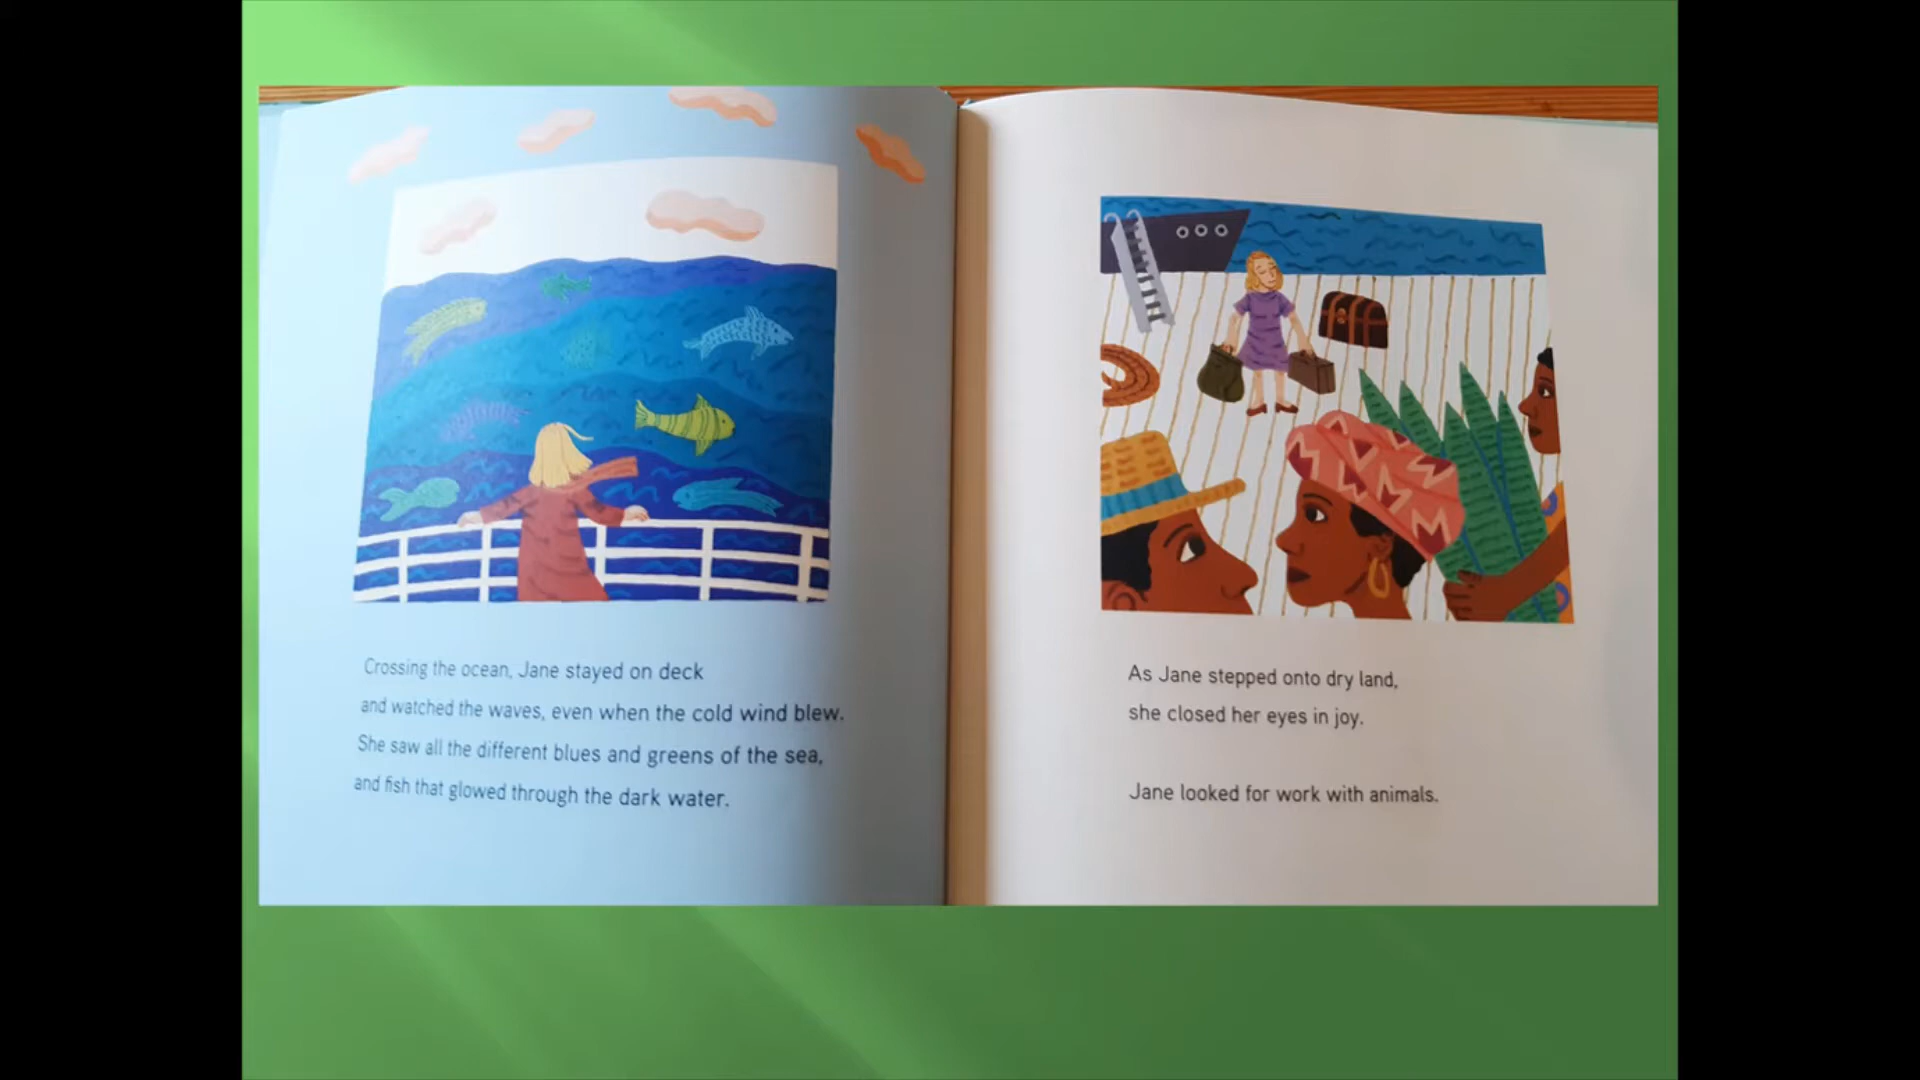 Crossing the ocean, Jane stayed on deck
and watched the waves, even when the cold wind blew.
She saw all the different blues and greens of the sea,
and fish that glowed through the dark water.
As Jane stepped onto dry land,
she closed her eyes in joy.
Jane looked for work with animals.